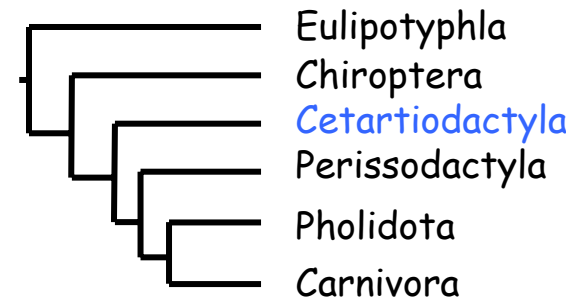 Eulipotyphla
Chiroptera
Cetartiodactyla
Perissodactyla
Pholidota
Carnivora